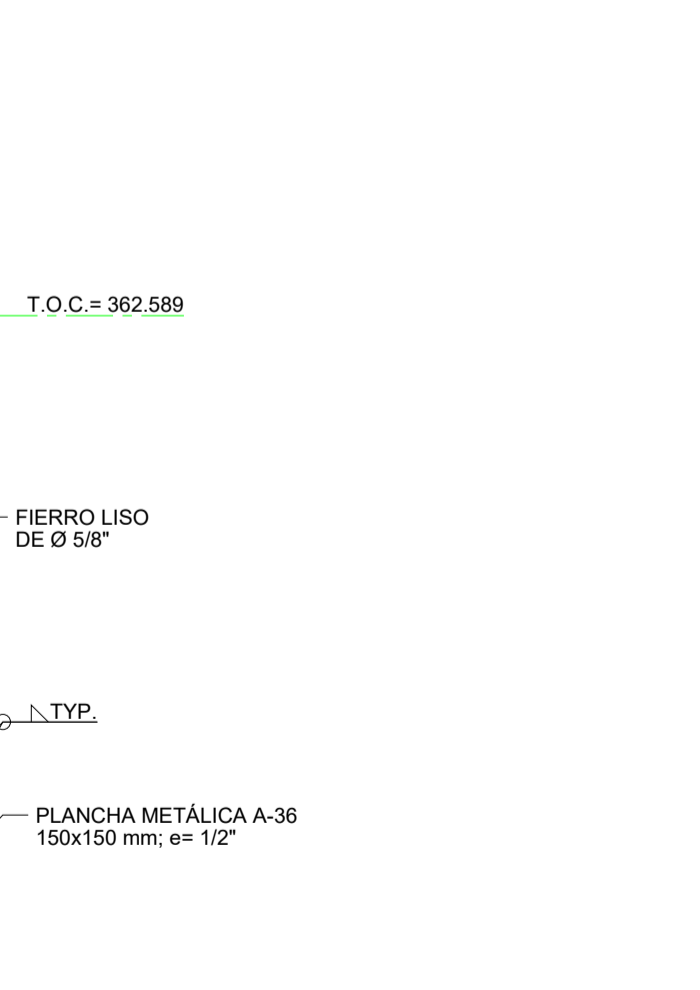 T.O.C.= 362.589
FIERRO LISO
DE Ø 5/8"
TYP.
PLANCHA METÁLICA A-36
150x150 mm; e= 1/2"